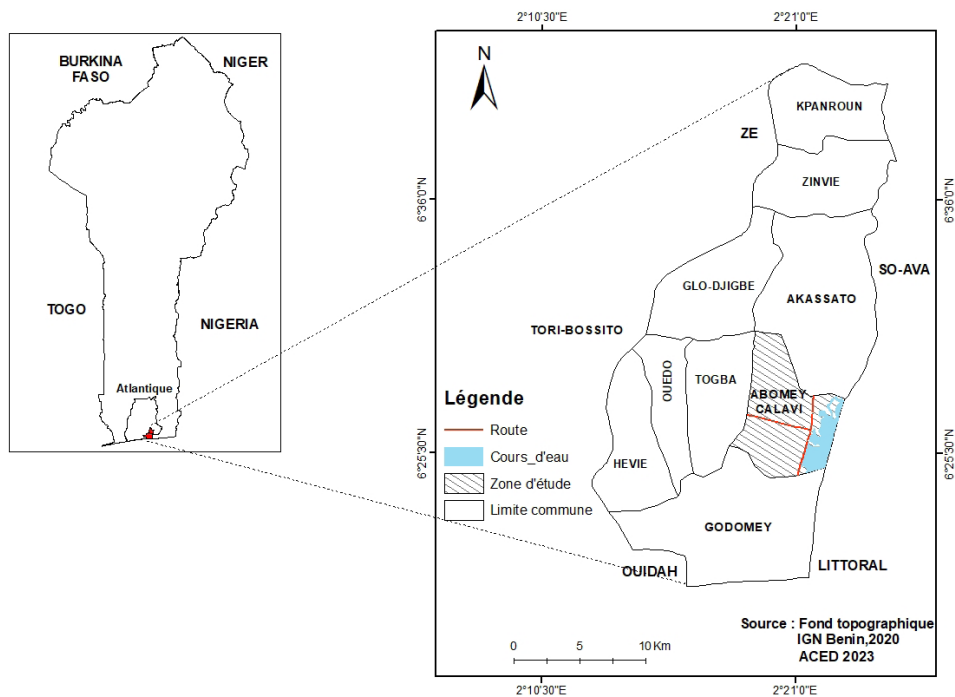 BURKINA
FASO
NIGER
TOGO
NIGERIA
Atlantique
2°10'30"E
2°21'0"E
N
KPANROUN
ZE
ZINVIE
6°36'0"N
6°36'0"N
SO-AVA
GLO-DJIGBE
AKASSATO
TORI-BOSSITO
OUEDO
TOGBA
ABOMEY
CALAVI
HEVIE
6°25'30"N
6°25'30"N
GODOMEY
OUIDAH
LITTORAL
Légende
Route
Cours_d'eau
Zone d'étude
Limite commune
Source : Fond topographique
IGN Benin,2020
ACED 2023
0 5 10 Km
2°10'30"E
2°21'0"E